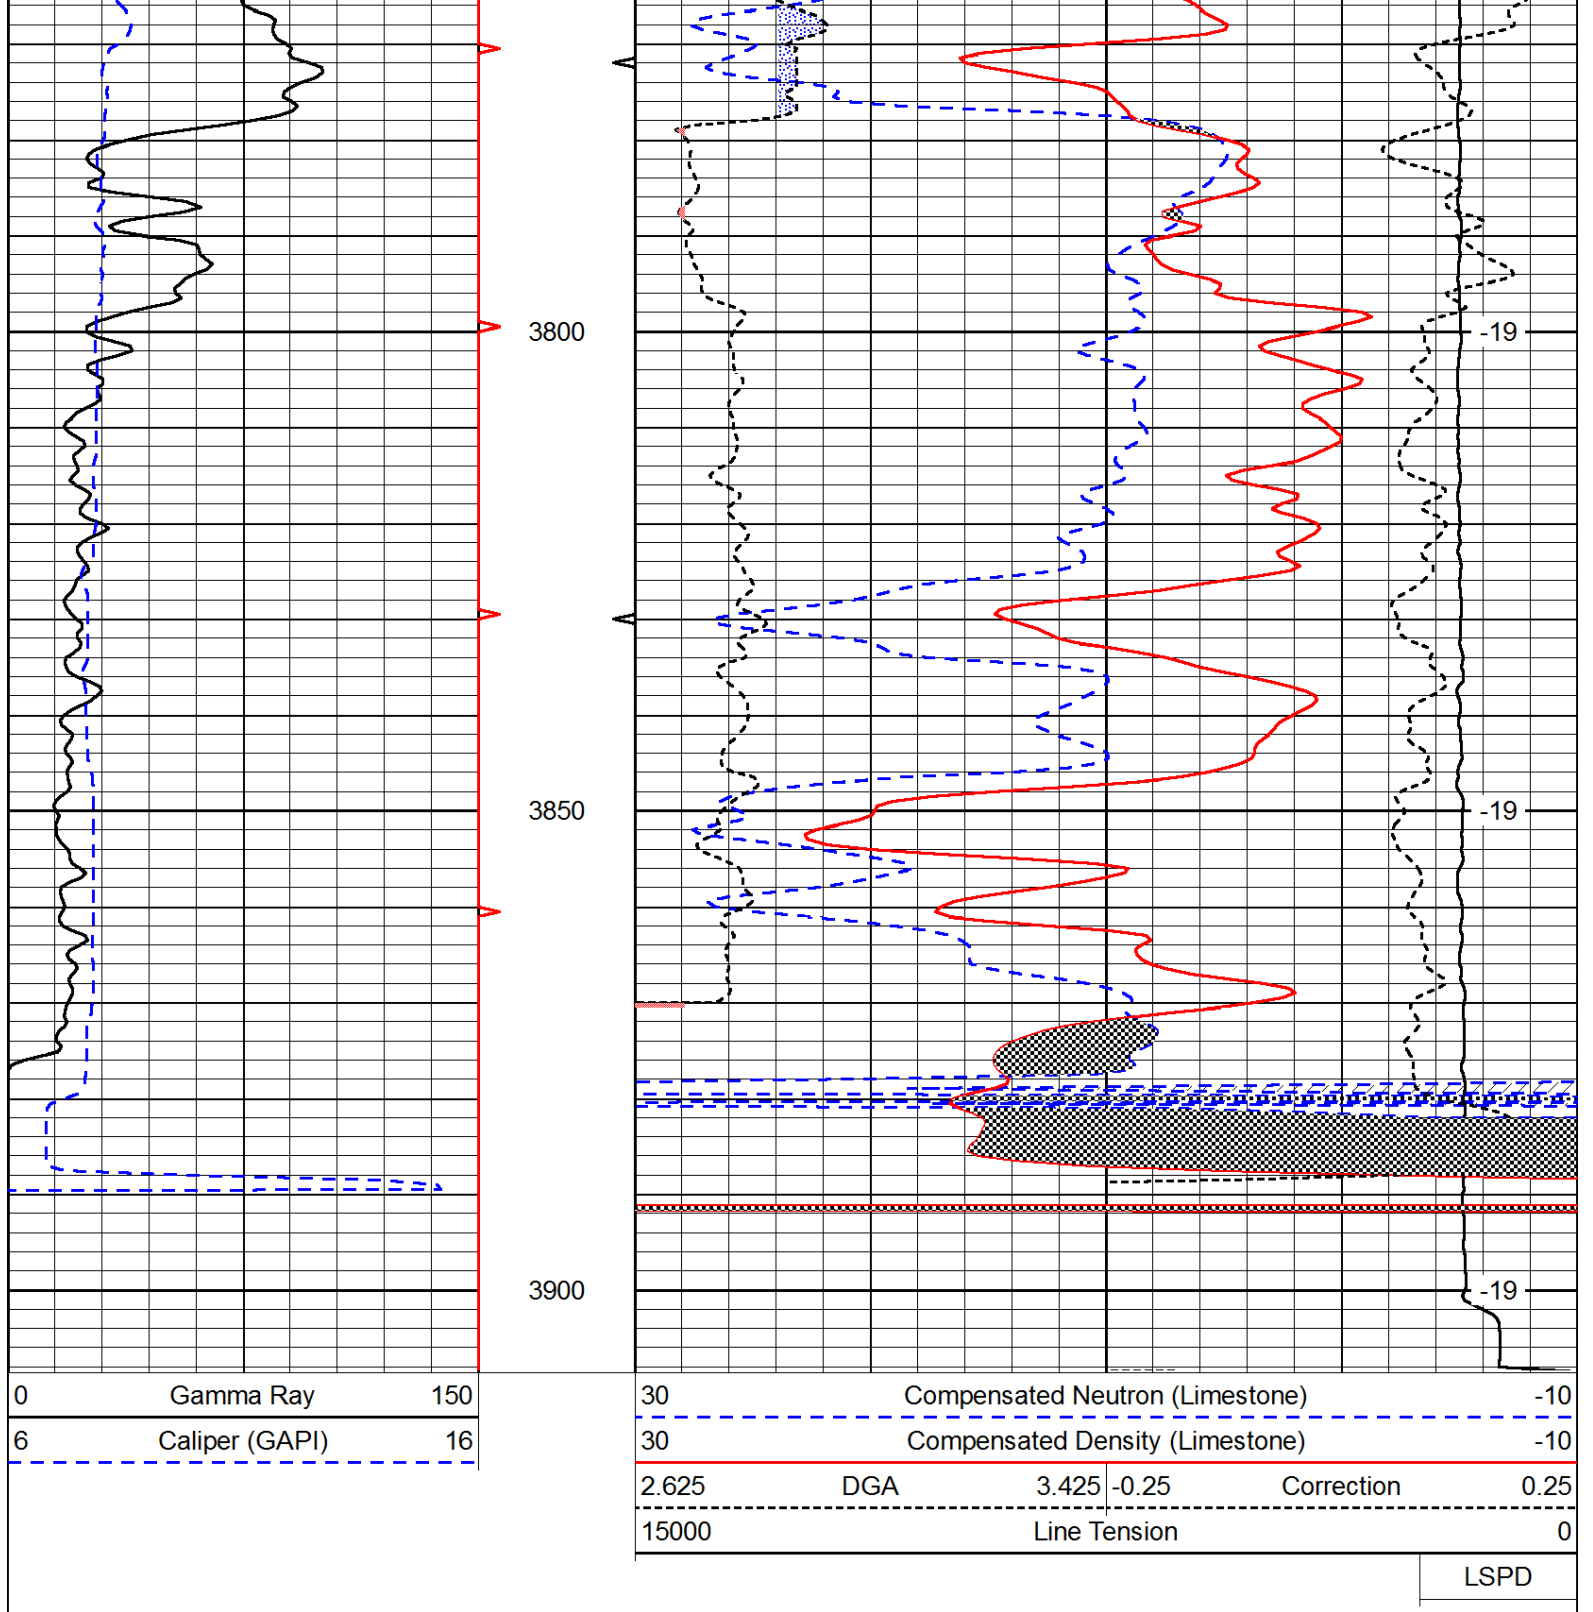 3800 -19
3850 -19
3900 -19
0 Gamma Ray 150
6 Caliper (GAPI) 16
30 Compensated Neutron (Limestone) -10
30 Compensated Density (Limestone) -10
2.625 DGA 3.425 -0.25 Correction 0.25
15000 Line Tension 0
LSPD